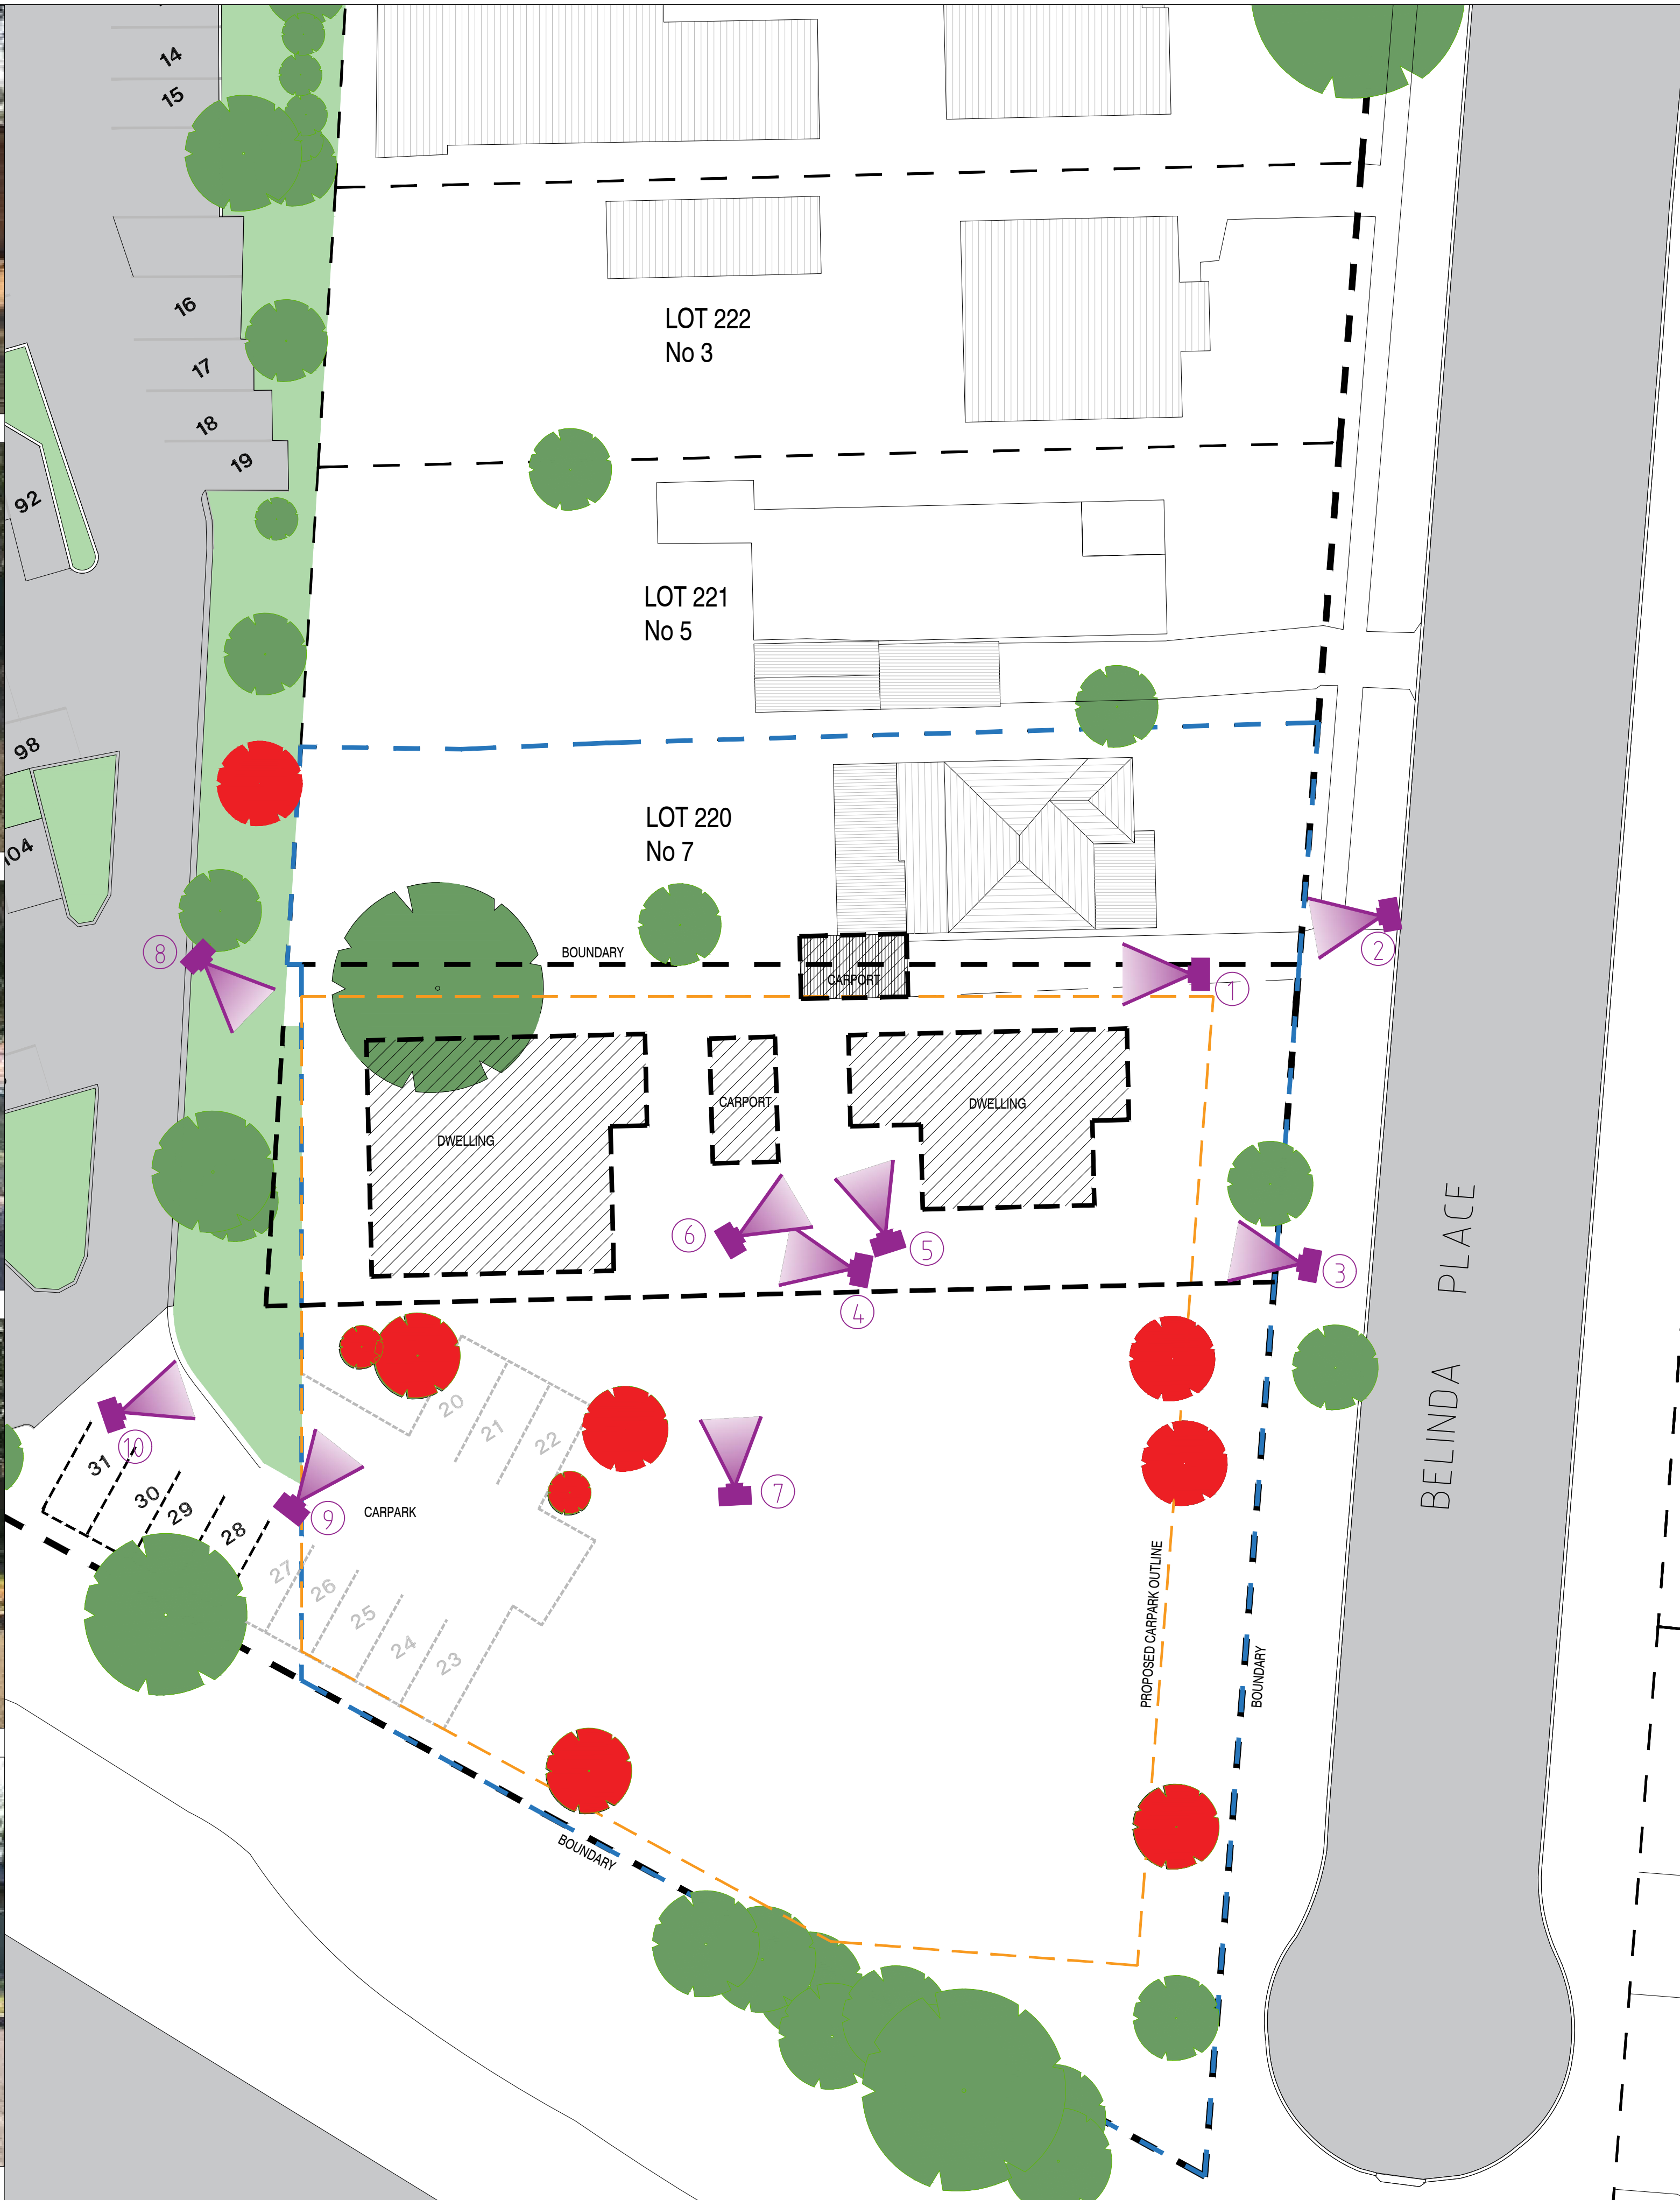 14
15
16
17
18
19
92
98
104
LOT 222
No 3
LOT 221
No 5
LOT 220
No 7
BOUNDARY
CARPORT
1
2
8
DWELLING
CARPORT
DWELLING
6
5
4
3
BELINDA PLACE
20
21
22
7
10
9
CARPARK
31
30
29
28
27
26
25
24
23
PROPOSED CARPARK OUTLINE
BOUNDARY
BOUNDARY